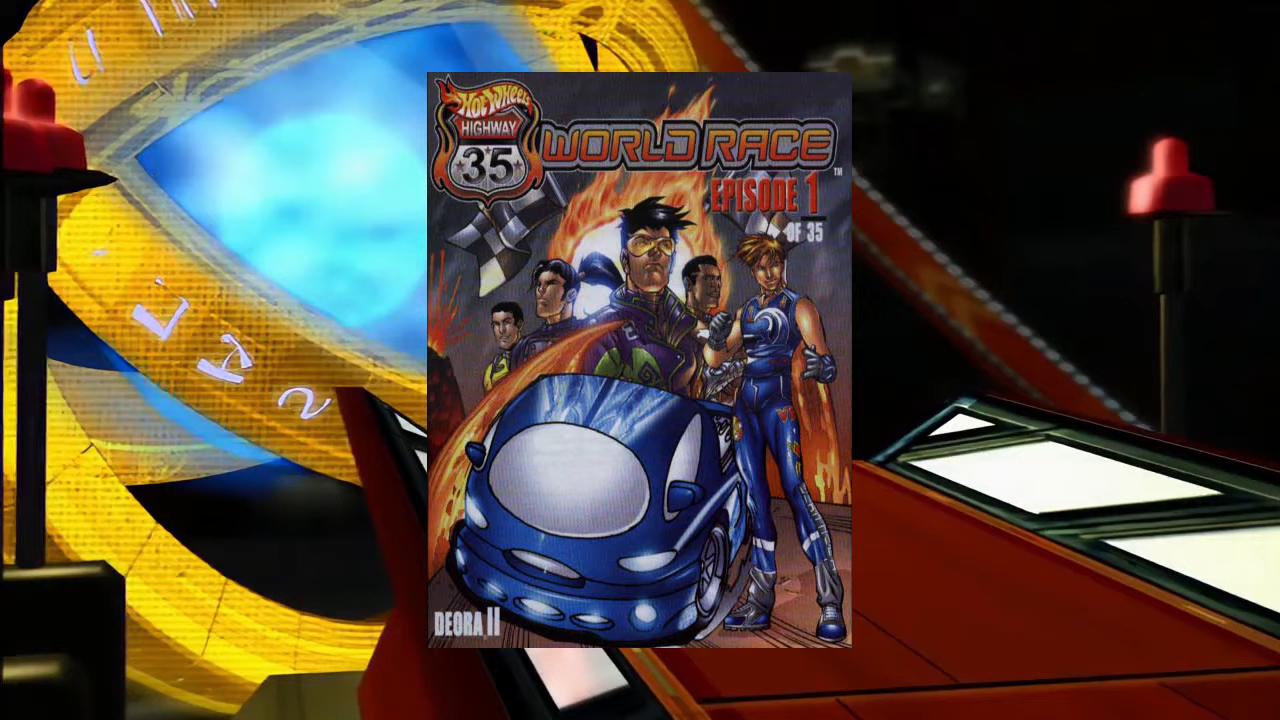 Hot Wheels
HIGHWAY
35
WORLD RACE
™
EPISODE 1
OF 35
DEORA II